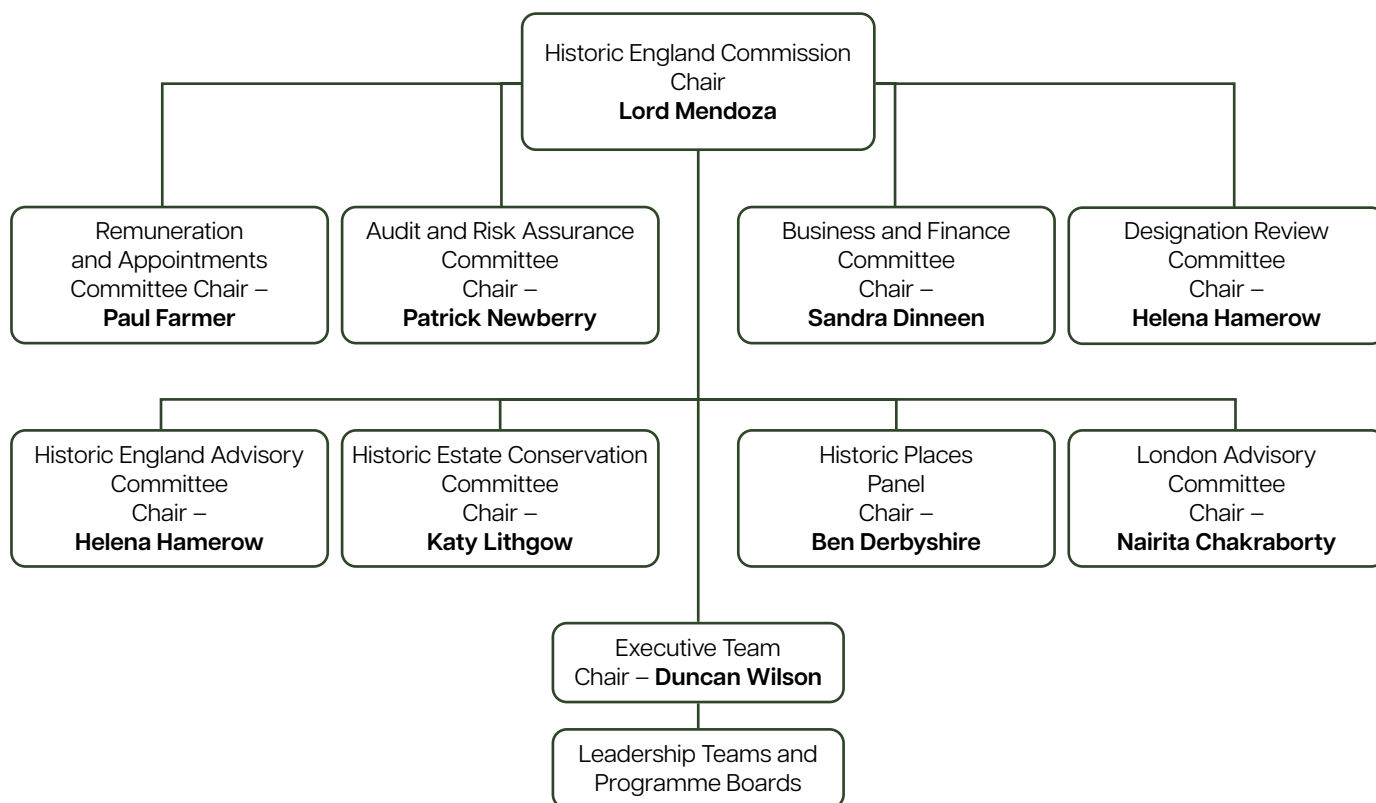 Historic England Commission
Chair
Lord Mendoza
Remuneration
and Appointments
Committee Chair –
Paul Farmer
Audit and Risk Assurance
Committee
Chair –
Patrick Newberry
Business and Finance
Committee
Chair –
Sandra Dinneen
Designation Review
Committee
Chair –
Helena Hamerow
Historic England Advisory
Committee
Chair –
Helena Hamerow
Historic Estate Conservation
Committee
Chair –
Katy Lithgow
Historic Places
Panel
Chair –
Ben Derbyshire
London Advisory
Committee
Chair –
Nairita Chakraborty
Executive Team
Chair – Duncan Wilson
Leadership Teams and
Programme Boards